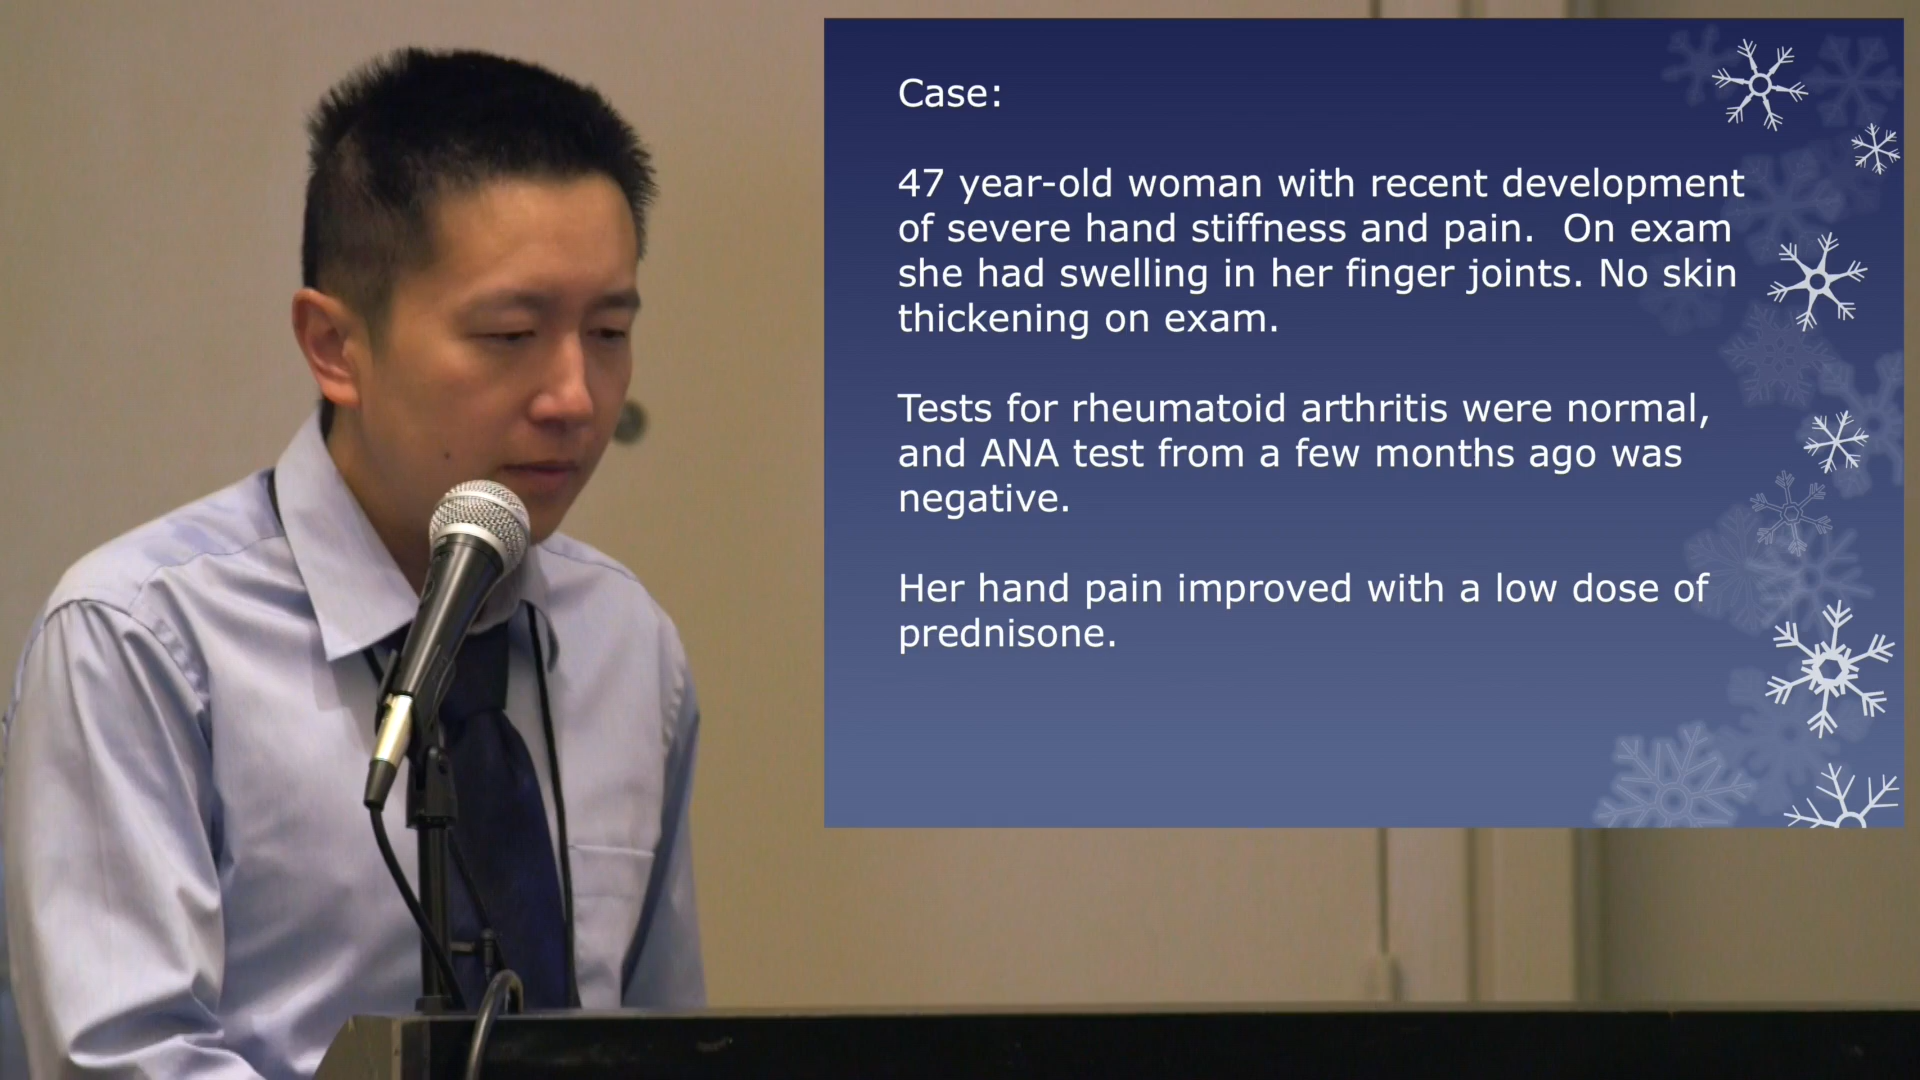 Case:
47 year-old woman with recent development
of severe hand stiffness and pain.  On exam
she had swelling in her finger joints. No skin
thickening on exam.
Tests for rheumatoid arthritis were normal,
and ANA test from a few months ago was
negative.
Her hand pain improved with a low dose of
prednisone.